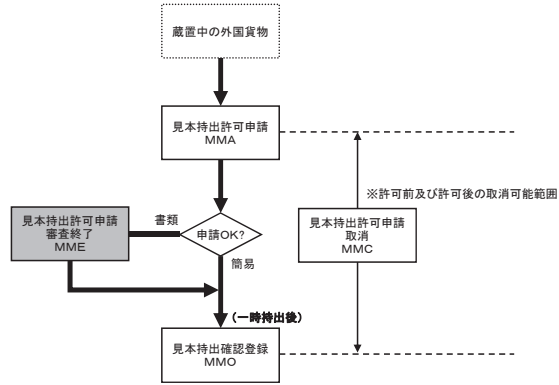 蔵置中の外国貨物
見本持出許可申請
MMA
※許可前及び許可後の取消可能範囲
書類
見本持出許可申請
審査終了
MME
申請OK?
見本持出許可申請
取消
MMC
簡易
(一時持出後)
見本持出確認登録
MMO